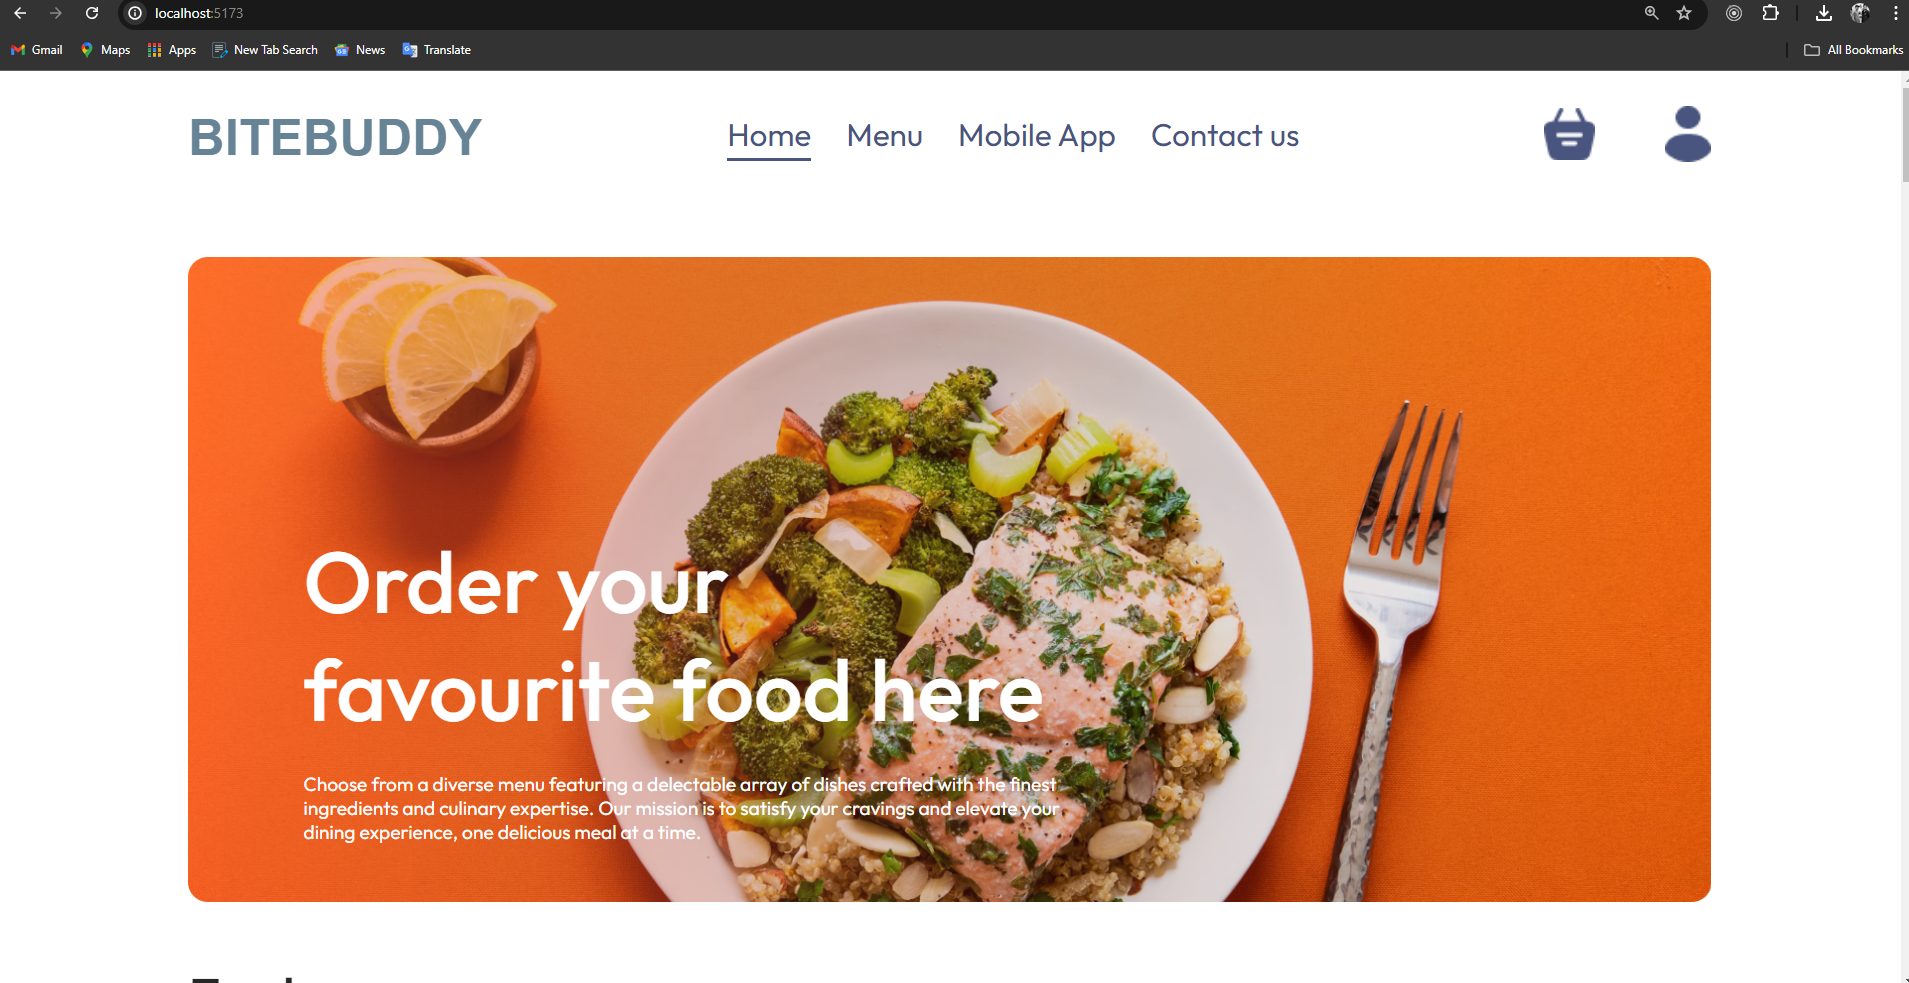 localhost:5173
Gmail Maps Apps New Tab Search News Translate All Bookmarks
BITEBUDDY
Home Menu Mobile App Contact us
Order your
favourite food here
Choose from a diverse menu featuring a delectable array of dishes crafted with the finest
ingredients and culinary expertise. Our mission is to satisfy your cravings and elevate your
dining experience, one delicious meal at a time.